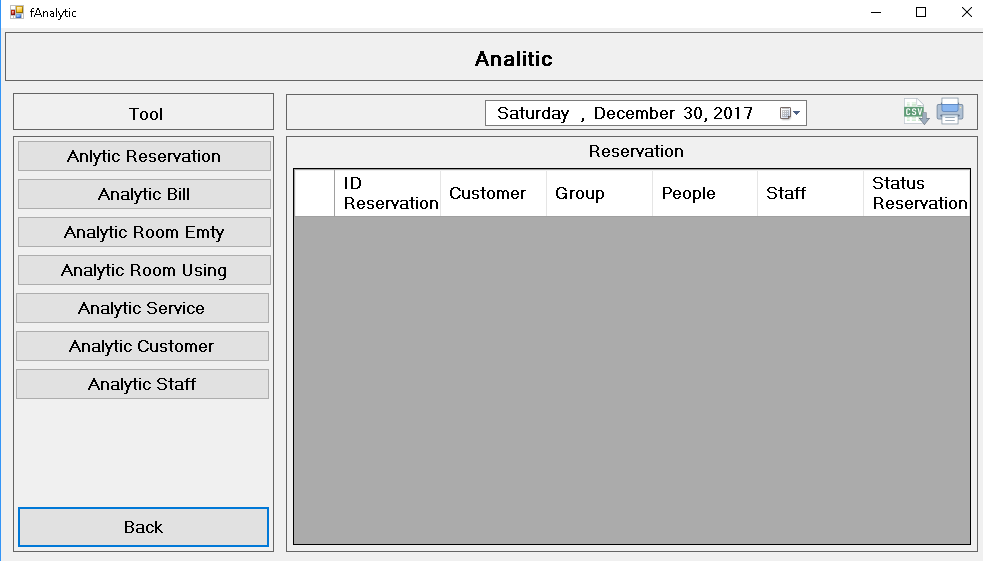 fAnalytic
Analitic
Tool
Saturday , December 30, 2017
CSV
Anlytic Reservation
Analytic Bill
Analytic Room Emty
Analytic Room Using
Analytic Service
Analytic Customer
Analytic Staff
Back
Reservation
ID
Reservation
Customer
Group
People
Staff
Status
Reservation